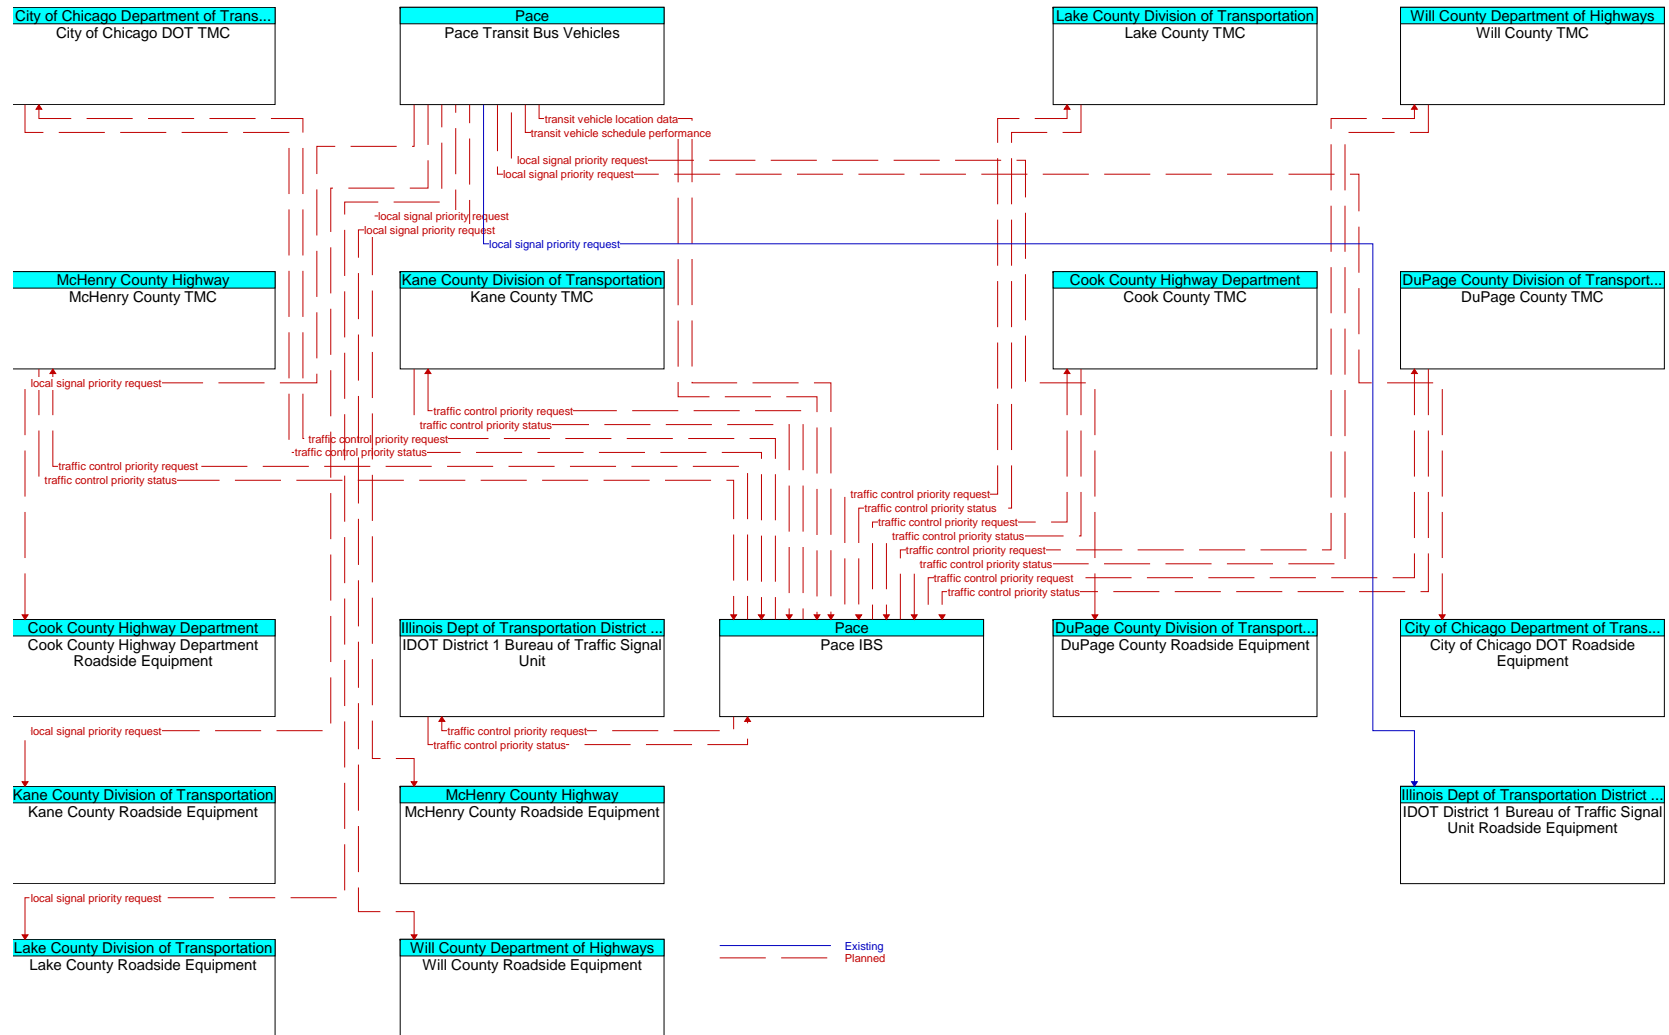 City of Chicago Department of Trans...
City of Chicago DOT TMC
Pace
Pace Transit Bus Vehicles
Lake County Division of Transportation
Lake County TMC
Will County Department of Highways
Will County TMC
transit vehicle location data
transit vehicle schedule performance
local signal priority request
local signal priority request
local signal priority request
local signal priority request
local signal priority request
McHenry County Highway
McHenry County TMC
Kane County Division of Transportation
Kane County TMC
Cook County Highway Department
Cook County TMC
DuPage County Division of Transport...
DuPage County TMC
local signal priority request
traffic control priority request
traffic control priority status
traffic control priority request
traffic control priority status
traffic control priority request
traffic control priority status
traffic control priority request
traffic control priority status
traffic control priority request
traffic control priority status
traffic control priority request
traffic control priority status
traffic control priority request
traffic control priority status
Cook County Highway Department
Cook County Highway Department
Roadside Equipment
Illinois Dept of Transportation District ...
IDOT District 1 Bureau of Traffic Signal
Unit
Pace
Pace IBS
DuPage County Division of Transport...
DuPage County Roadside Equipment
City of Chicago Department of Trans...
City of Chicago DOT Roadside
Equipment
local signal priority request
traffic control priority request
traffic control priority status
Kane County Division of Transportation
Kane County Roadside Equipment
McHenry County Highway
McHenry County Roadside Equipment
Illinois Dept of Transportation District ...
IDOT District 1 Bureau of Traffic Signal
Unit Roadside Equipment
local signal priority request
Lake County Division of Transportation
Lake County Roadside Equipment
Will County Department of Highways
Will County Roadside Equipment
Existing
Planned